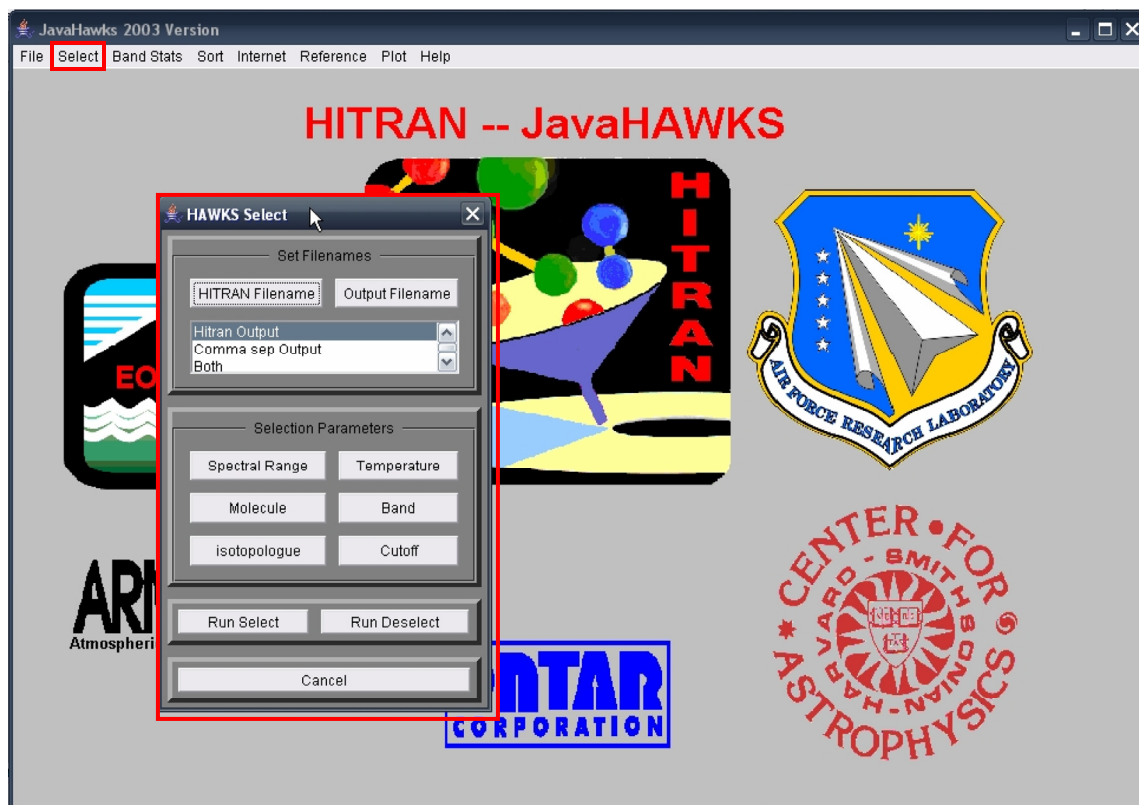 JavaHawks 2003 Version
File Select Band Stats Sort Internet Reference Plot Help
HITRAN -- JavaHAWKS
HITRAN
HAWKS Select
Set Filenames
HITRAN Filename Output Filename
Hitran Output
Comma sep Output
Both
Selection Parameters
Spectral Range Temperature
Molecule Band
isotopologue Cutoff
Run Select Run Deselect
Cancel
EO
AIR FORCE RESEARCH LABORATORY
Atmospheri
CORPORATION
CENTER FOR ASTROPHYSICS
HARVARD-SMITHSONIAN